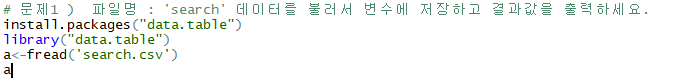 # 문제1 ) 파일명 : 'search' 데이터를 불러서 변수에 저장하고 결과값을 출력하세요.
install.packages("data.table")
library("data.table")
a<-fread('search.csv')
a